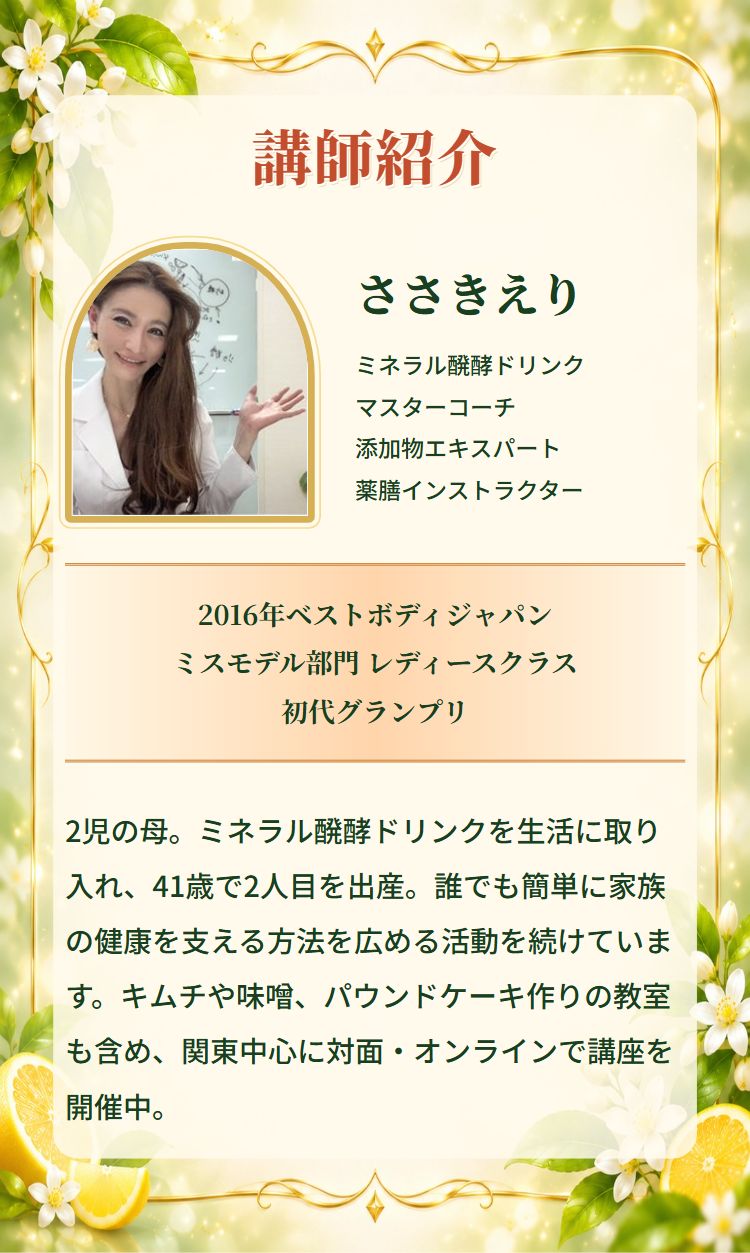 講師紹介
ささきえり
ミネラル醗酵ドリンク
マスターコーチ
添加物エキスパート
薬膳インストラクター
2016年ベストボディジャパン
ミスモデル部門 レディースクラス
初代グランプリ
2児の母。ミネラル醗酵ドリンクを生活に取り
入れ、41歳で2人目を出産。誰でも簡単に家族
の健康を支える方法を広める活動を続けていま
す。キムチや味噌、パウンドケーキ作りの教室
も含め、関東中心に対面・オンラインで講座を
開催中。